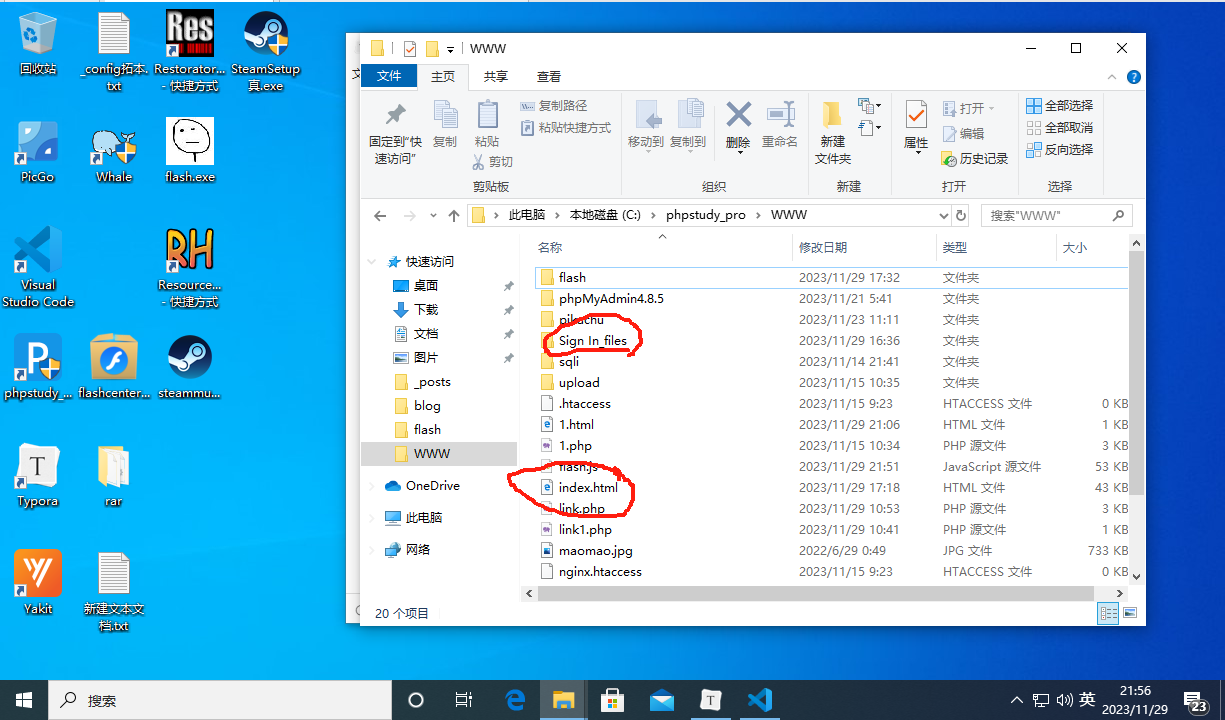 回收站
_config拓本.
txt
Restorator...
- 快捷方式
SteamSetup
真.exe
PicGo
Whale
flash.exe
Visual
Studio Code
Resource...
- 快捷方式
phpstudy_...
flashcenter...
steammu...
Typora
rar
Yakit
新建文本文
档.txt
Res
RH
WWW
文件
主页
共享
查看
固定到"快
速访问"
复制
粘贴
复制路径
粘贴快捷方式
剪切
剪贴板
移动到
复制到
删除
重命名
组织
新建
文件夹
新建
属性
打开
编辑
历史记录
打开
全部选择
全部取消
反向选择
选择
此电脑
本地磁盘 (C:)
phpstudy_pro
WWW
搜索"WWW"
快速访问
桌面
下载
文档
图片
_posts
blog
flash
WWW
OneDrive
此电脑
网络
名称 修改日期 类型 大小
flash 2023/11/29 17:32 文件夹
phpMyAdmin4.8.5 2023/11/21 5:41 文件夹
pikachu 2023/11/23 11:11 文件夹
Sign In_files 2023/11/29 16:36 文件夹
sqli 2023/11/14 21:41 文件夹
upload 2023/11/15 10:35 文件夹
.htaccess 2023/11/15 9:23 HTACCESS 文件 0 KB
1.html 2023/11/29 21:06 HTML 文件 1 KB
1.php 2023/11/15 10:34 PHP 源文件 3 KB
flash.js 2023/11/29 21:51 JavaScript 源文件 53 KB
index.html 2023/11/29 17:18 HTML 文件 43 KB
link.php 2023/11/29 10:53 PHP 源文件 3 KB
link1.php 2023/11/29 10:41 PHP 源文件 1 KB
maomao.jpg 2022/6/29 0:49 JPG 文件 733 KB
nginx.htaccess 2023/11/15 9:23 HTACCESS 文件 0 KB
20 个项目
搜索
英
21:56
2023/11/29
23